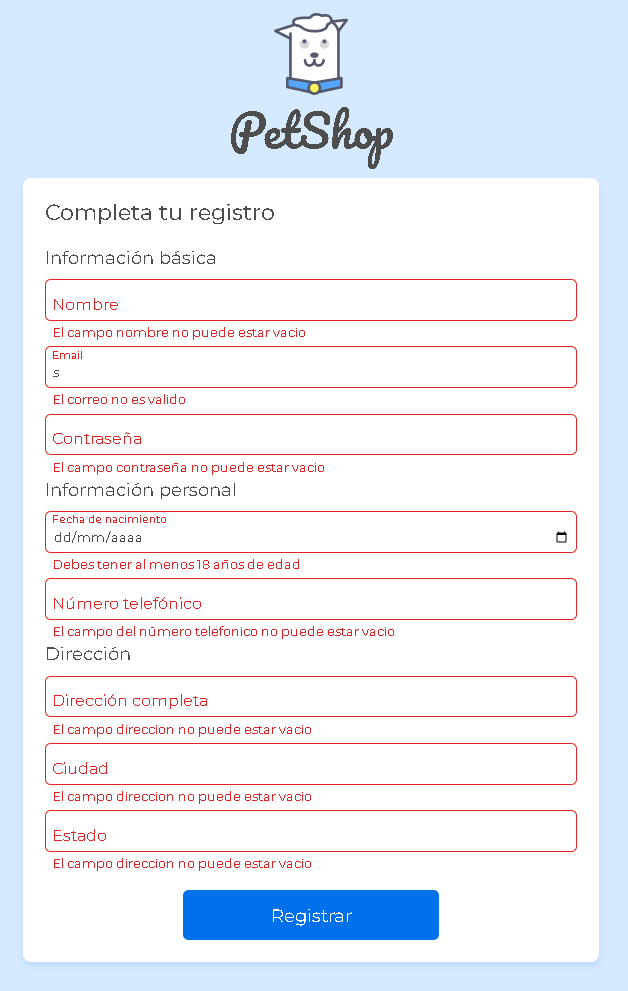 PetShop
Completa tu registro
Información básica
Nombre
El campo nombre no puede estar vacio
Email
s
El correo no es valido
Contraseña
El campo contraseña no puede estar vacio
Información personal
Fecha de nacimiento
dd/mm/aaaa
Debes tener al menos 18 años de edad
Número telefónico
El campo del número telefonico no puede estar vacio
Dirección
Dirección completa
El campo direccion no puede estar vacio
Ciudad
El campo direccion no puede estar vacio
Estado
El campo direccion no puede estar vacio
Registrar